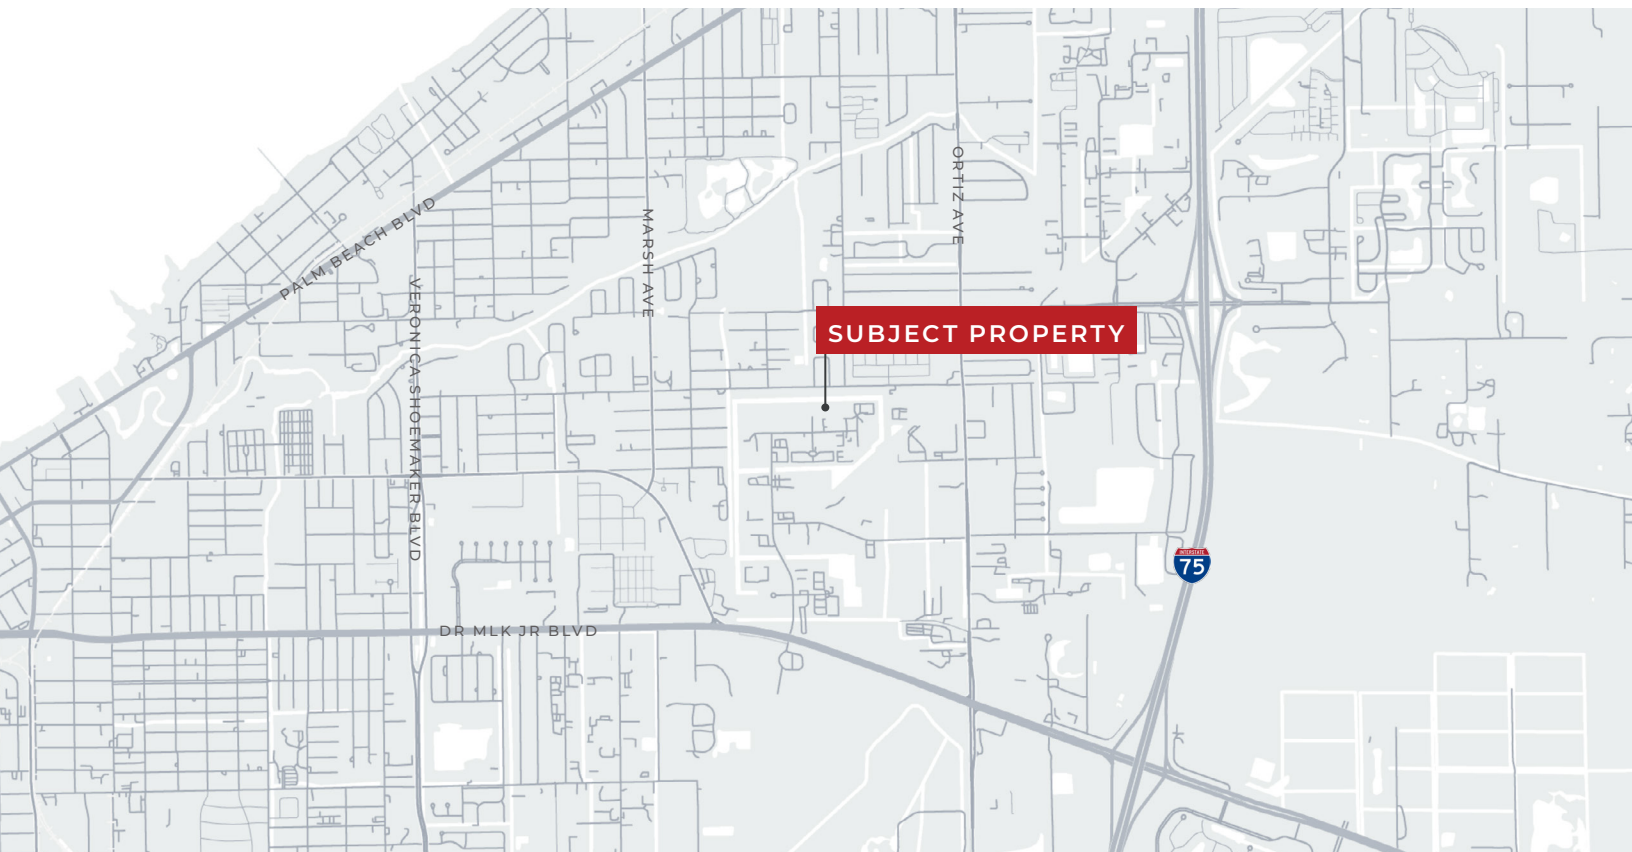 PALM BEACH BLVD
VERONICA SHOEMAKER BLVD
MARSH AVE
ORTIZ AVE
SUBJECT PROPERTY
INTERSTATE
75
DR MLK JR BLVD